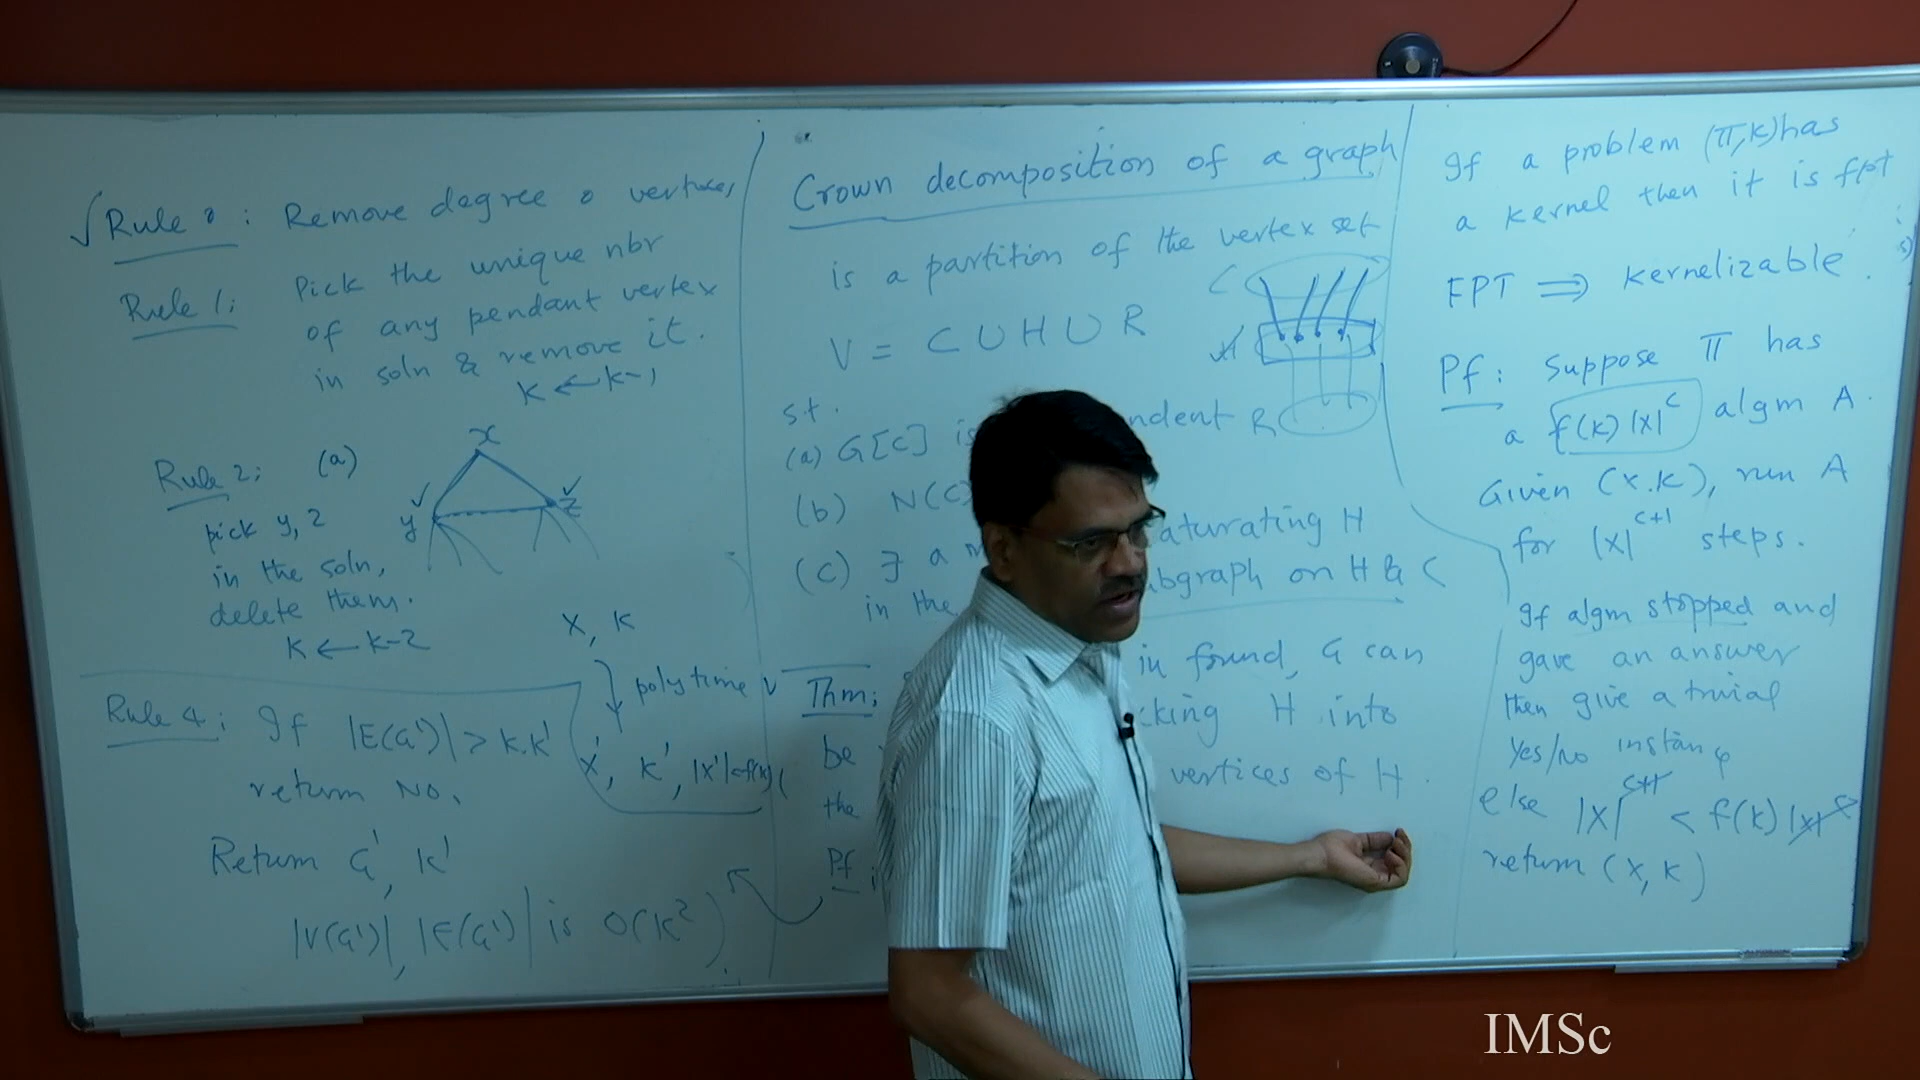 √Rule 0: Remove degree 0 vertices
Rule 1: Pick the unique nbr
of any pendant vertex
in soln & remove it.
k ← k-1
Rule 2: (a)
pick y, z
in the soln,
delete them.
k ← k-2
x
y
z
Rule 4: If |E(G')| > k.k'
return NO.
Return G', k'
|V(G')|, |E(G')| is O(k²)
x, k
poly time
x', k', |x'|
Crown decomposition of a graph
is a partition of the vertex set
V = C ∪ H ∪ R
C
H
R
s.t.
(a) G[C] is ndent
(b) N(C)
(c) ∃ a m aturating H
in the ubgraph on H & C
Thm: in found, G can
be cking H into
the vertices of H.
Pf:
If a problem (Π,k) has
a kernel then it is fpt
FPT ⟹ kernelizable.
Pf: Suppose Π has
a f(k)|x|^c algm A.
Given (x,k), run A
for |x|^{c+1} steps.
If algm stopped and
gave an answer
then give a trivial
Yes/no instance
else |x|^{c+1} < f(k)|x|^c
return (x, k)
IMSc